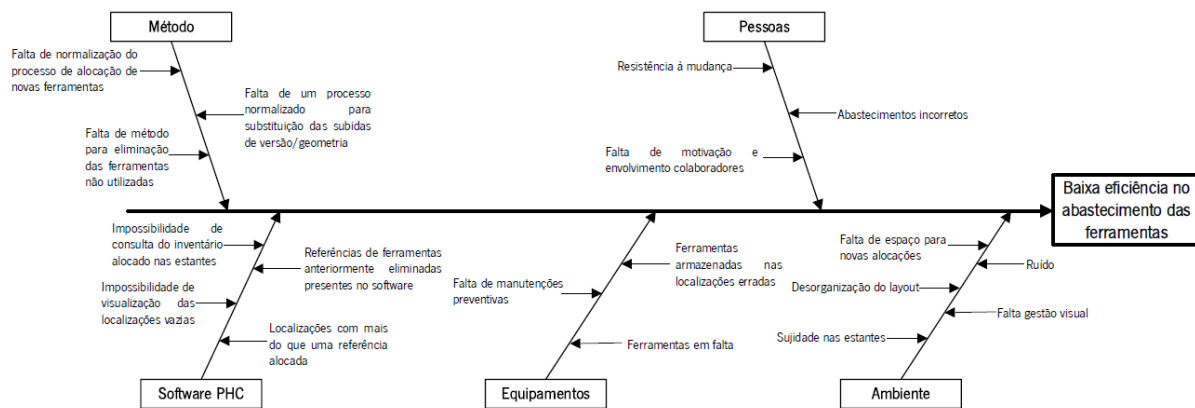 Método
Falta de normalização do
processo de alocação de
novas ferramentas
Falta de um processo
normalizado para
substituição das subidas
de versão/geometria
Falta de método
para eliminação
das ferramentas
não utilizadas
Pessoas
Resistência à mudança
Abastecimentos incorretos
Falta de motivação e
envolvimento colaboradores
Baixa eficiência no
abastecimento das
ferramentas
Impossibilidade de
consulta do inventário
alocado nas estantes
Referências de ferramentas
anteriormente eliminadas
presentes no software
Impossibilidade de
visualização das
localizações vazias
Localizações com mais
do que uma referência
alocada
Software PHC
Ferramentas
armazenadas nas
localizações erradas
Falta de manutenções
preventivas
Ferramentas em falta
Equipamentos
Falta de espaço para
novas alocações
Ruído
Desorganização do layout
Falta gestão visual
Sujidade nas estantes
Ambiente